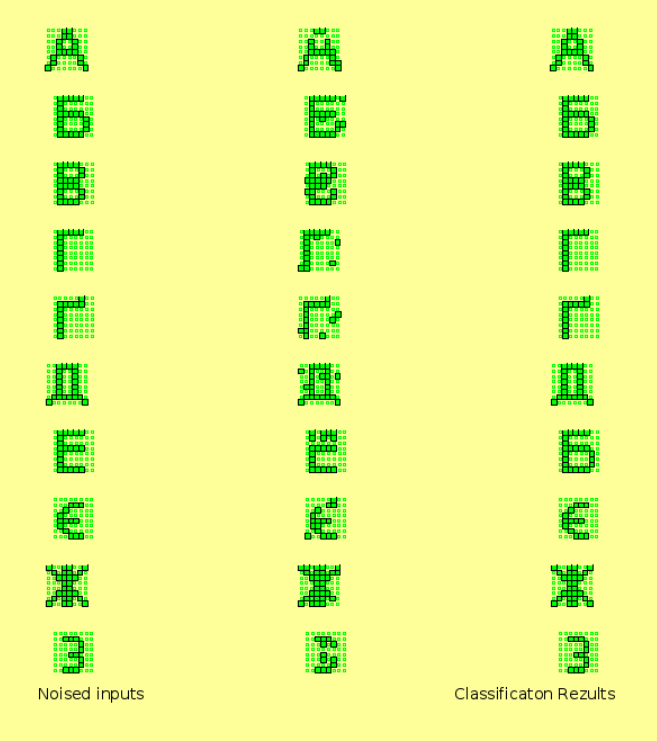 А А А
Б Б Б
В В В
Г Г Г
Ґ Ґ Ґ
Д Д Д
Е Е Б
Є Є Є
Ж Ж Ж
З З З
Noised inputs Classificaton Rezults